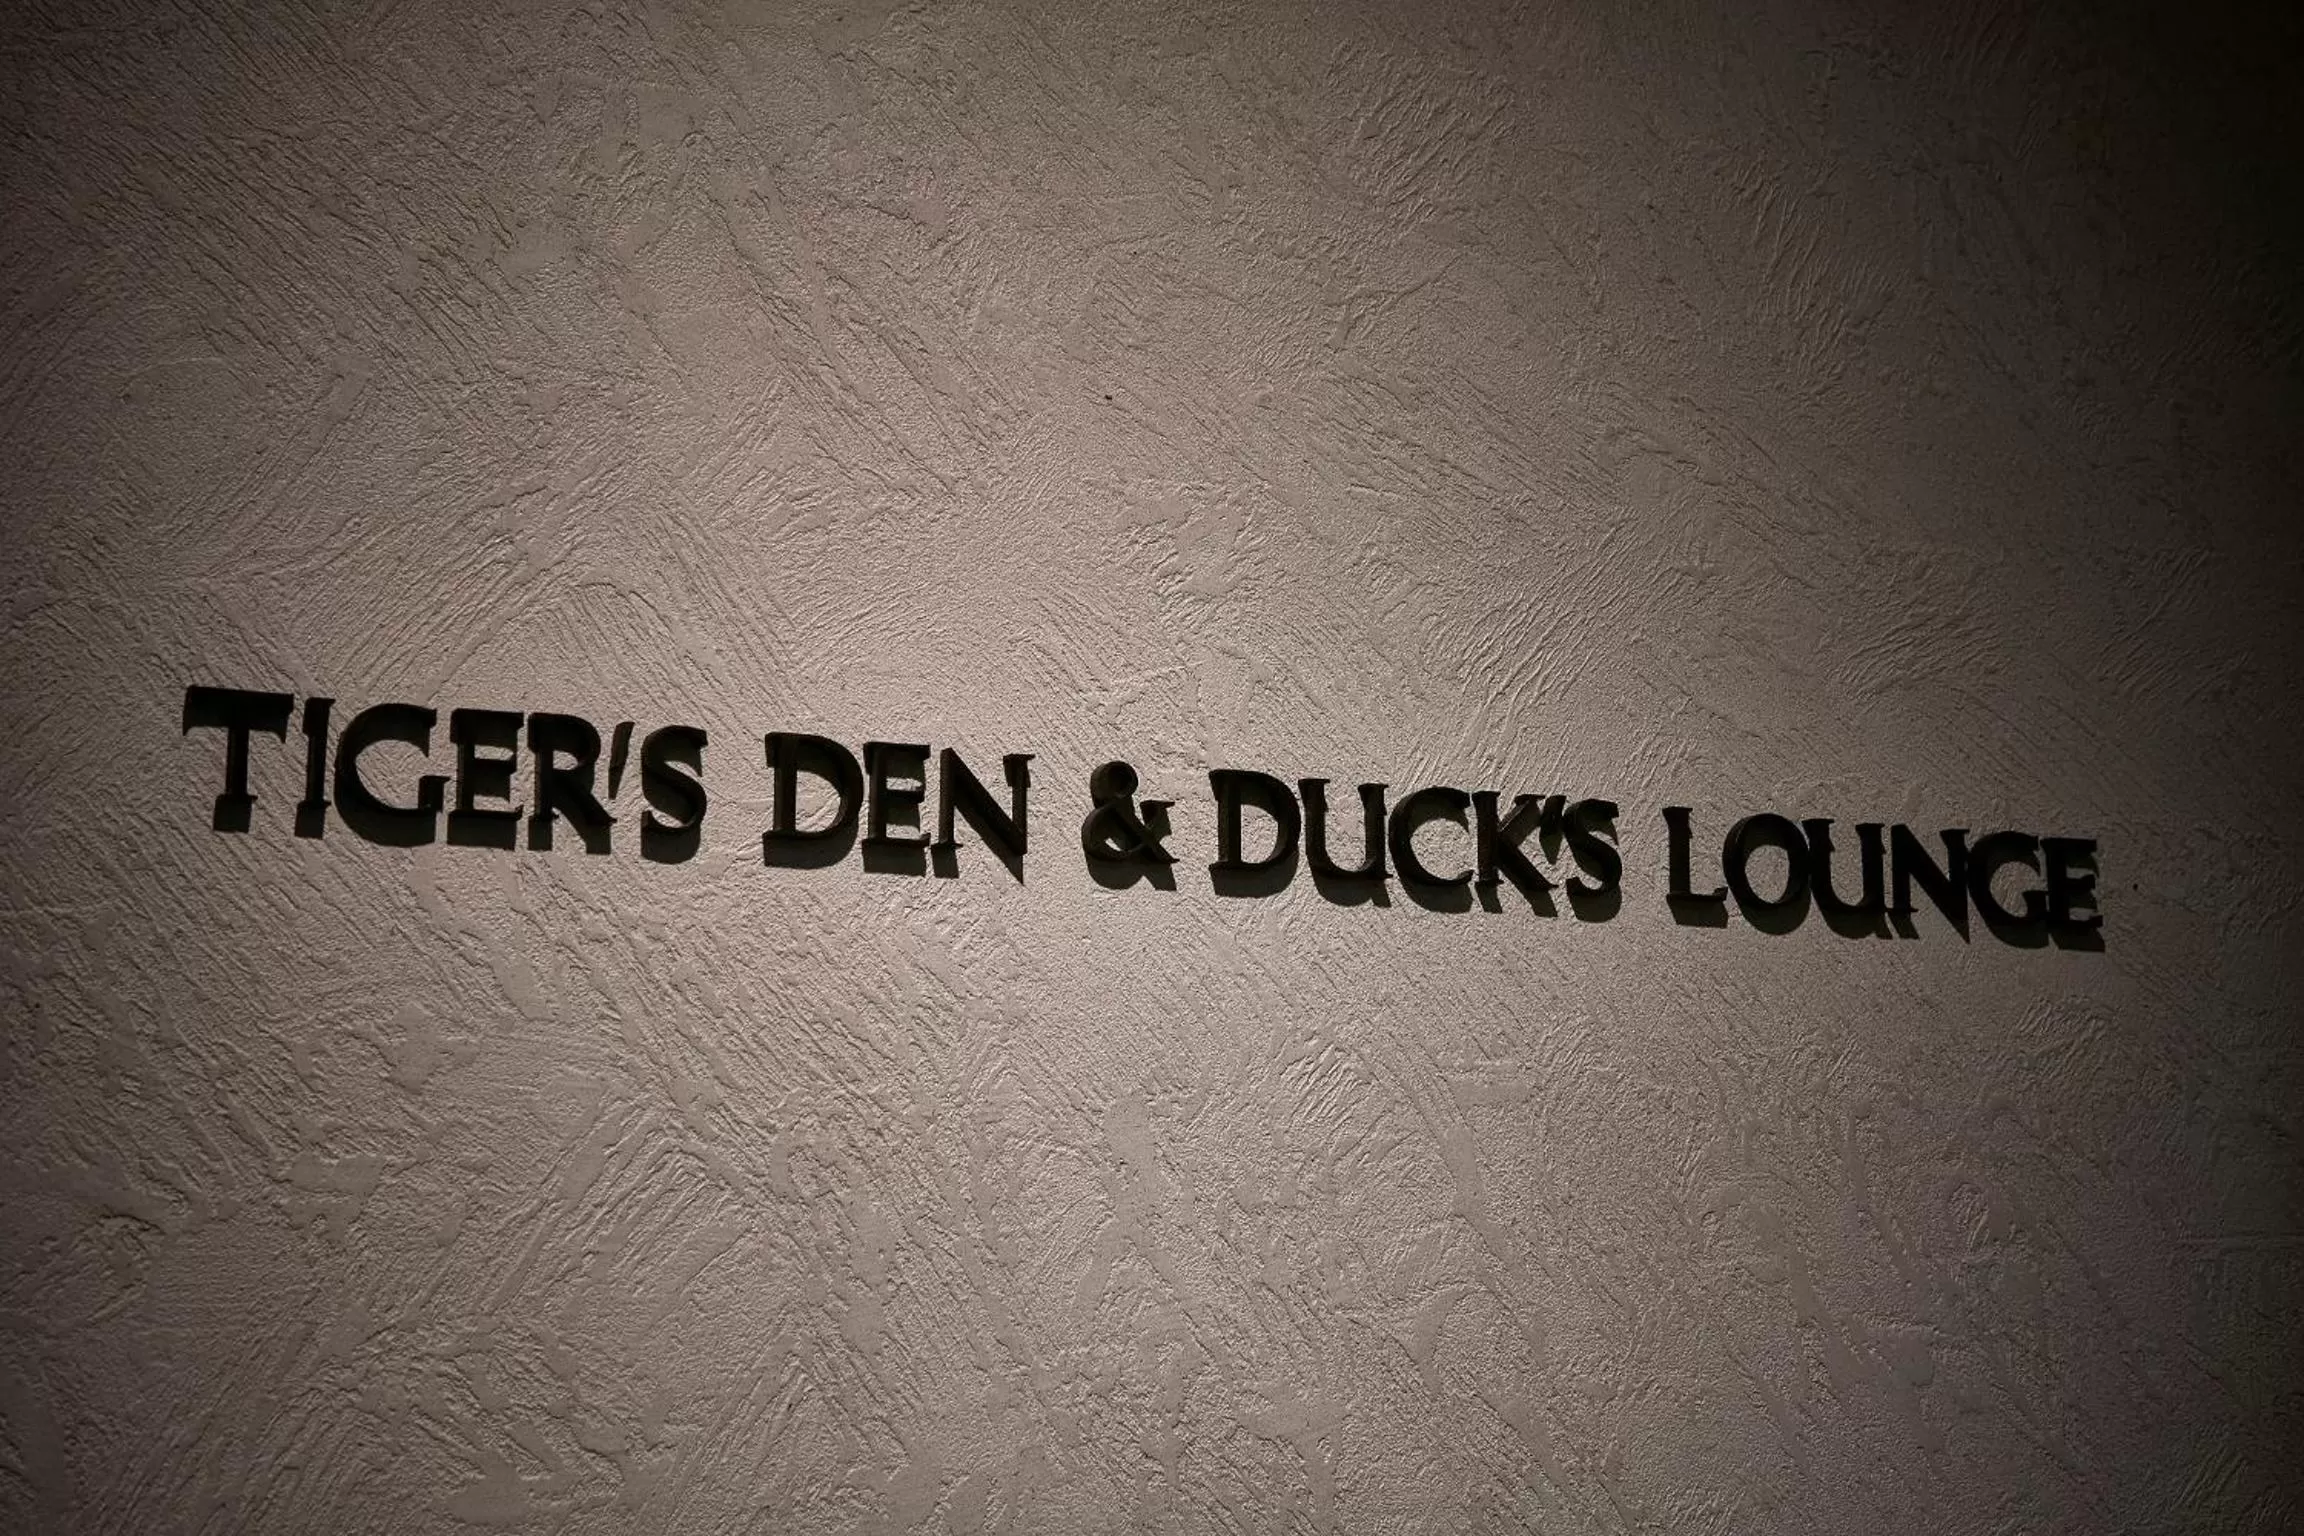 TIGER'S DEN & DUCK'S LOUNGE